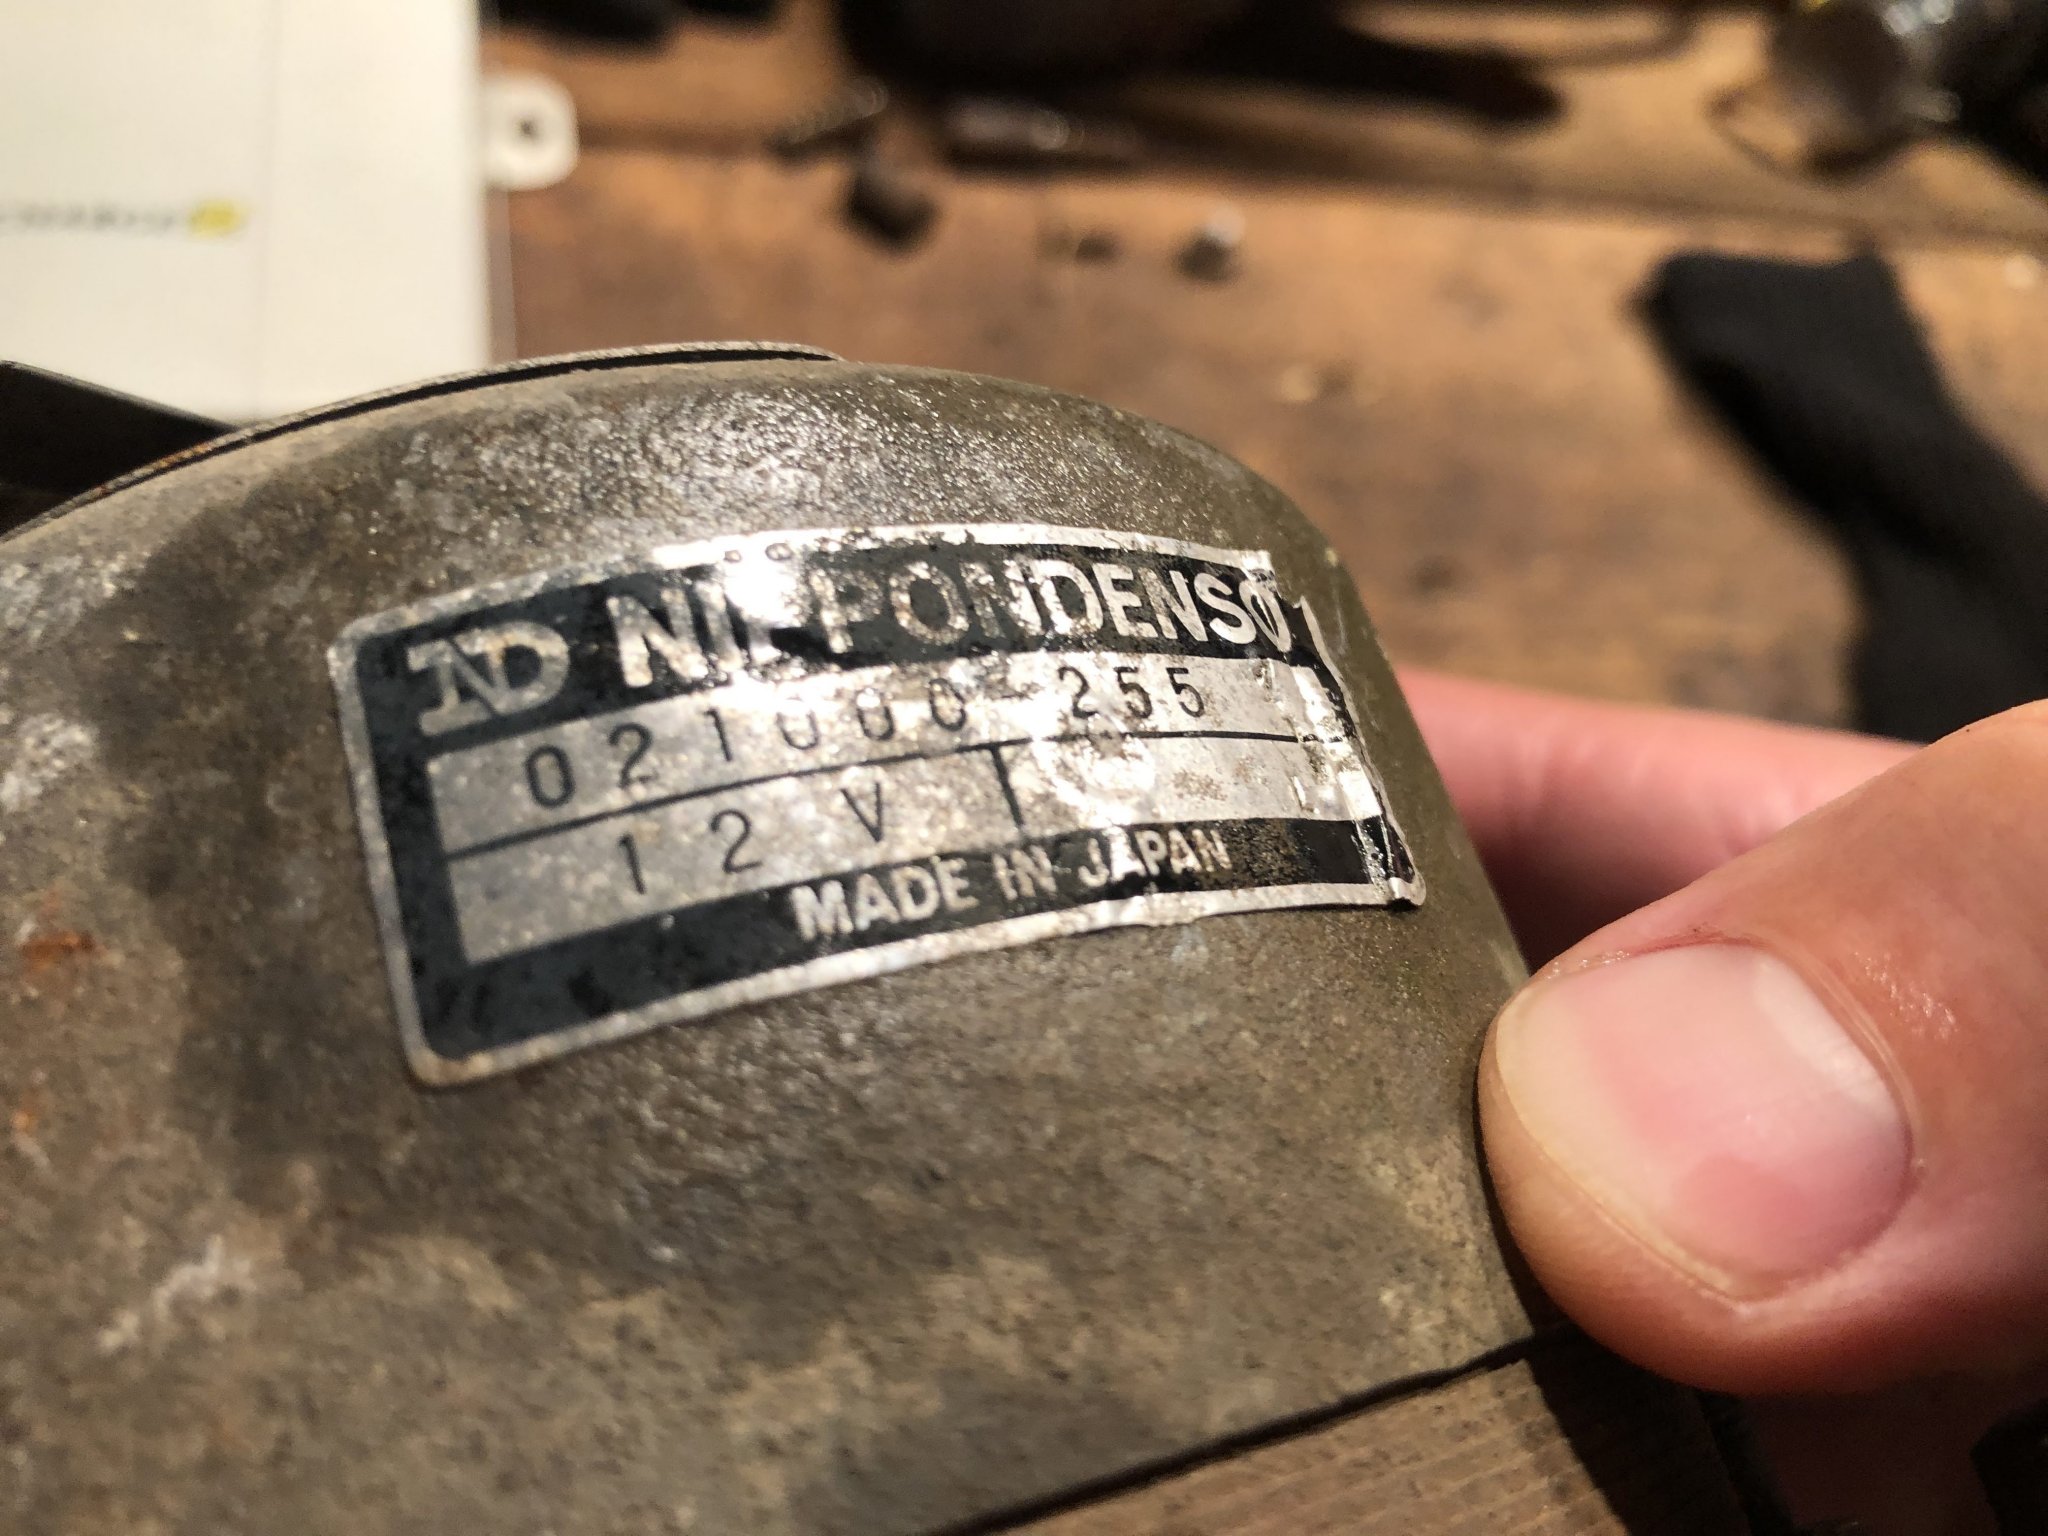 ND NIPPONDENSO
021000-255
12V T
MADE IN JAPAN